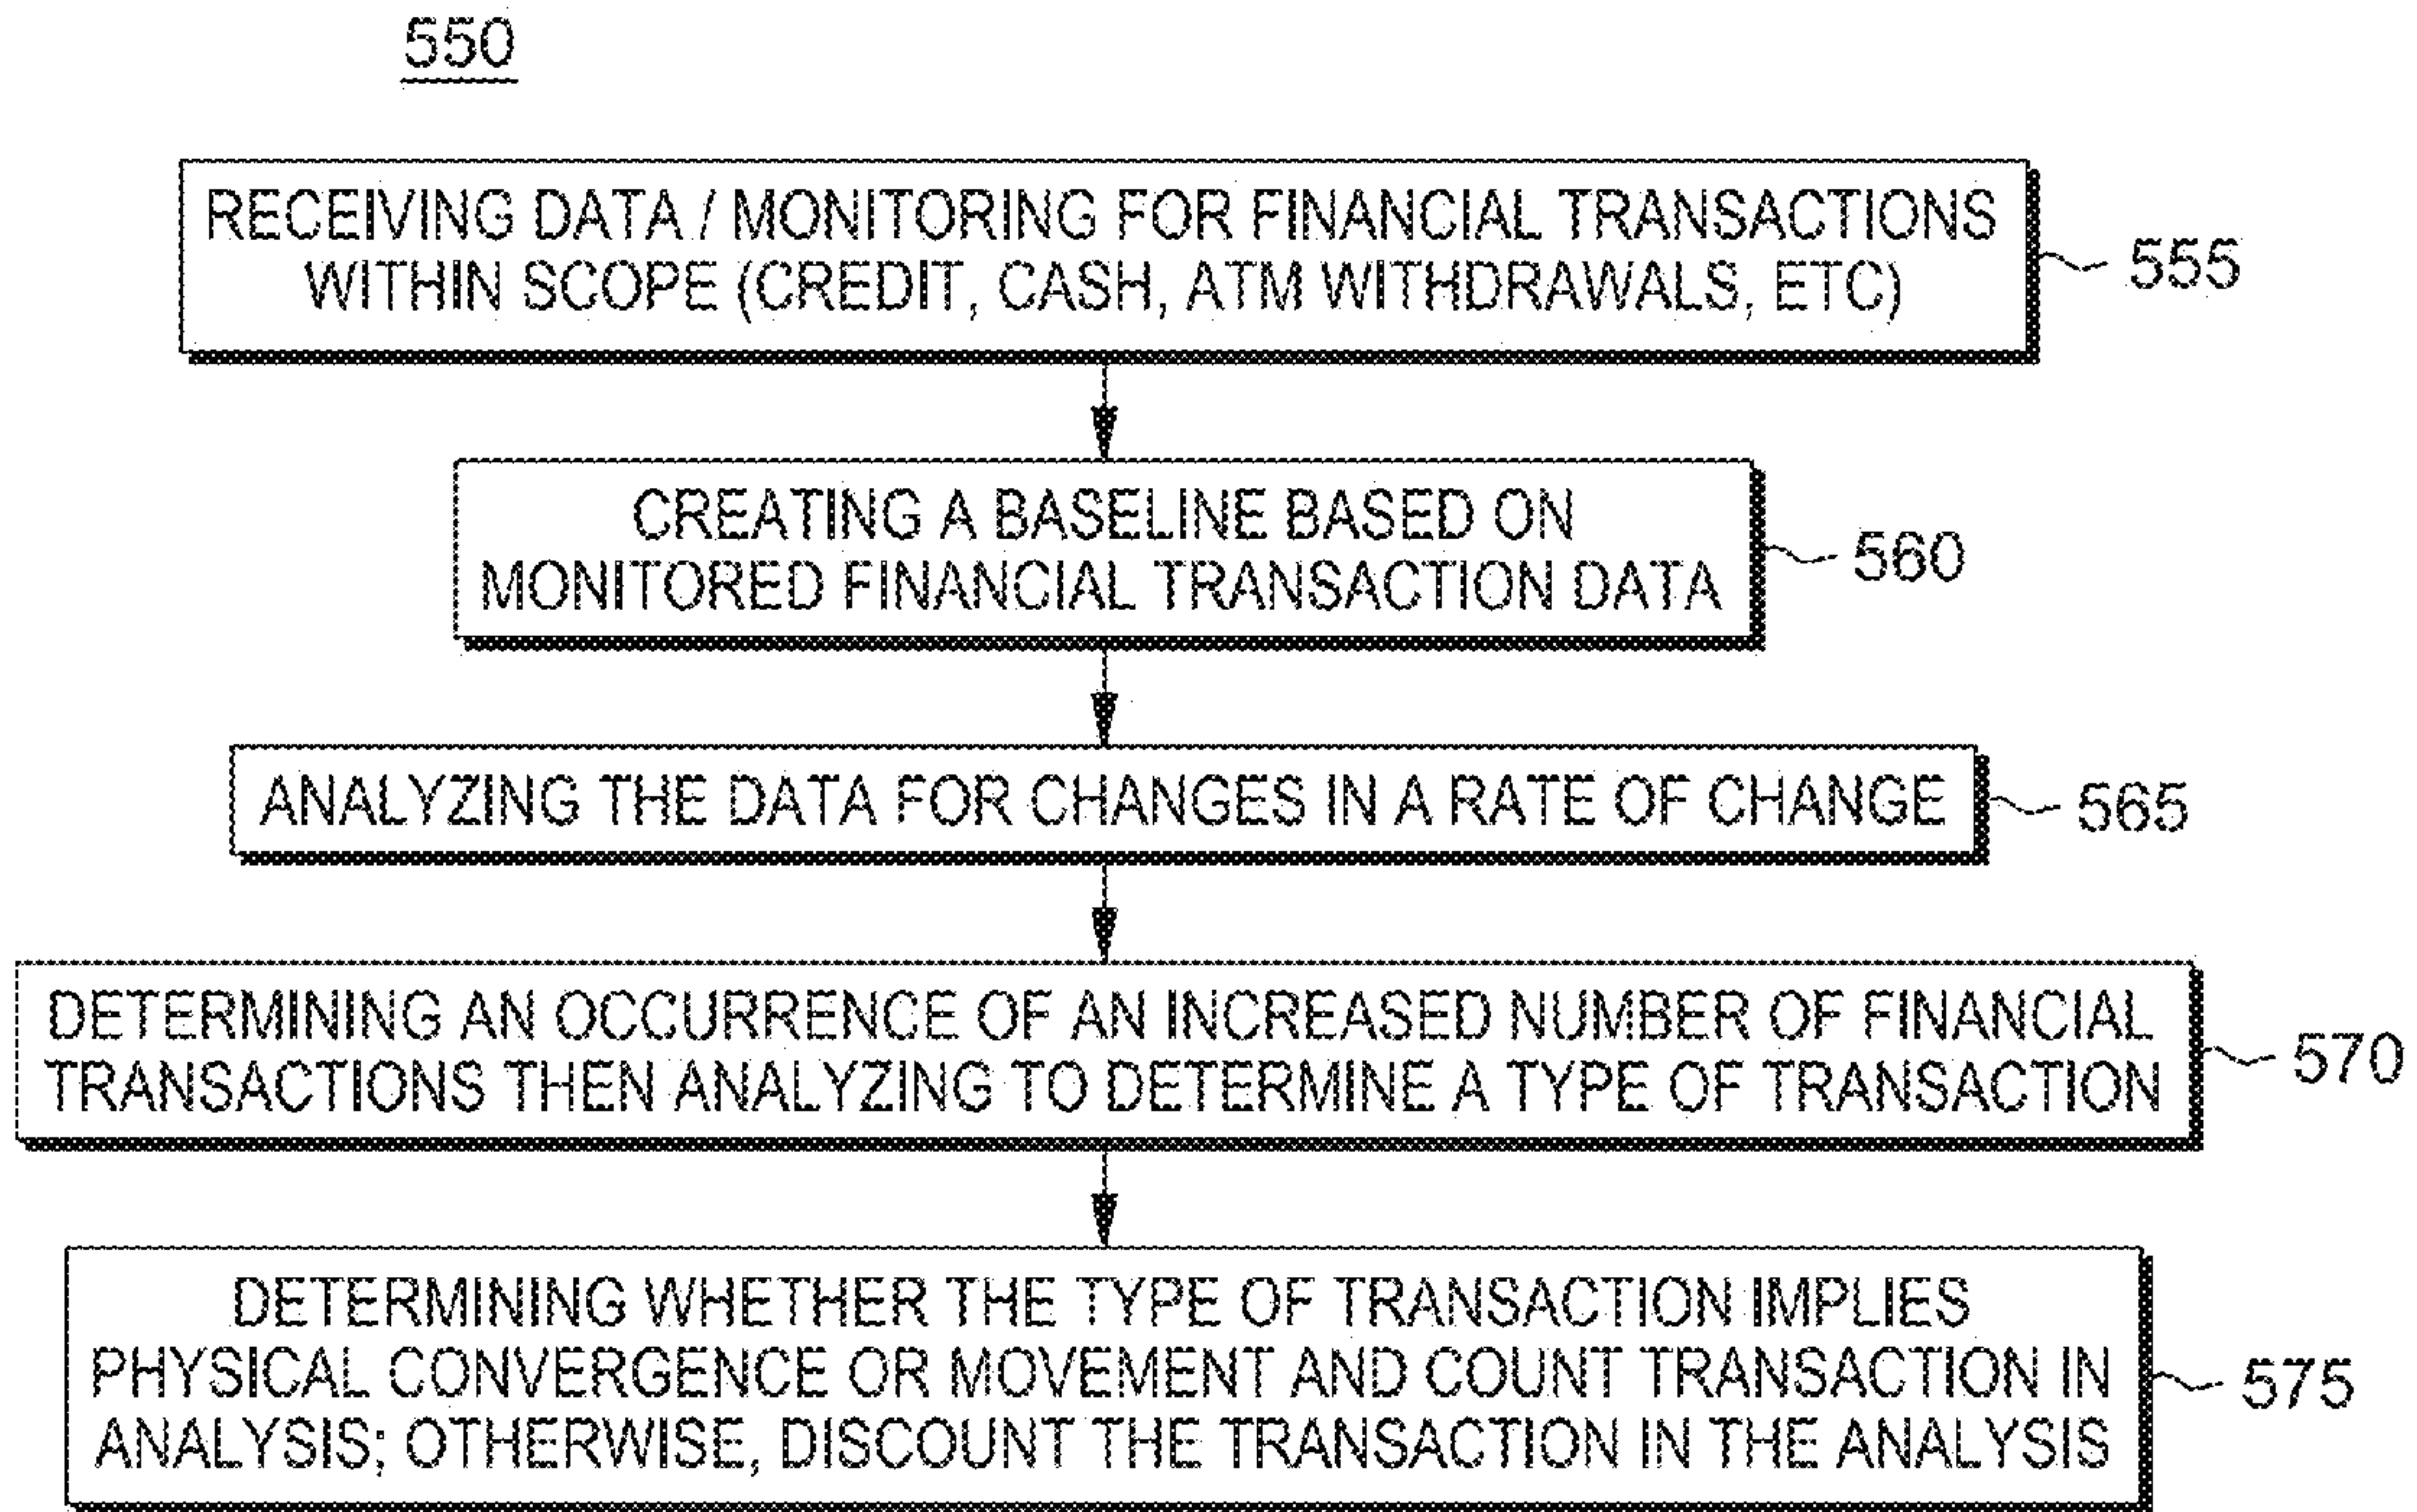 550
RECEIVING DATA / MONITORING FOR FINANCIAL TRANSACTIONS
WITHIN SCOPE (CREDIT, CASH, ATM WITHDRAWALS, ETC)
555
CREATING A BASELINE BASED ON
MONITORED FINANCIAL TRANSACTION DATA
560
ANALYZING THE DATA FOR CHANGES IN A RATE OF CHANGE
565
DETERMINING AN OCCURRENCE OF AN INCREASED NUMBER OF FINANCIAL
TRANSACTIONS THEN ANALYZING TO DETERMINE A TYPE OF TRANSACTION
570
DETERMINING WHETHER THE TYPE OF TRANSACTION IMPLIES
PHYSICAL CONVERGENCE OR MOVEMENT AND COUNT TRANSACTION IN
ANALYSIS; OTHERWISE, DISCOUNT THE TRANSACTION IN THE ANALYSIS
575